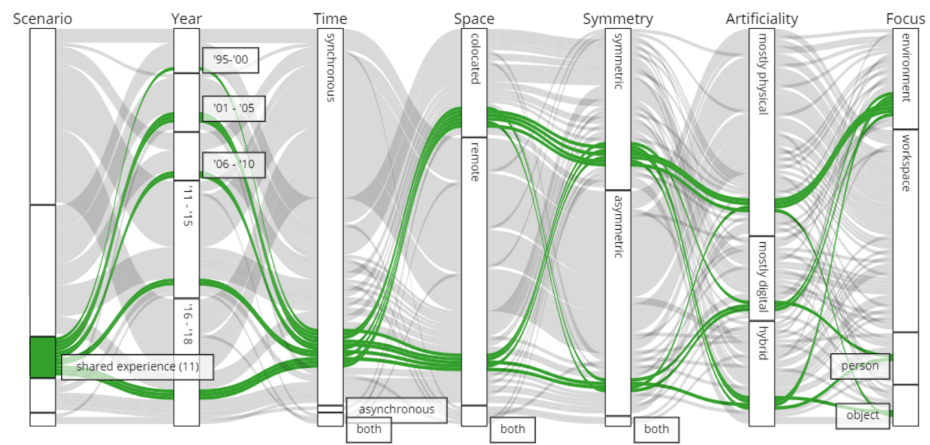 Scenario
Year
Time
Space
Symmetry
Artificiality
Focus
'95-'00
'01 - '05
'06 - '10
'11 - '15
'16 - '18
shared experience (11)
synchronous
asynchronous
both
colocated
remote
both
symmetric
asymmetric
both
mostly physical
mostly digital
hybrid
environment
workspace
person
object